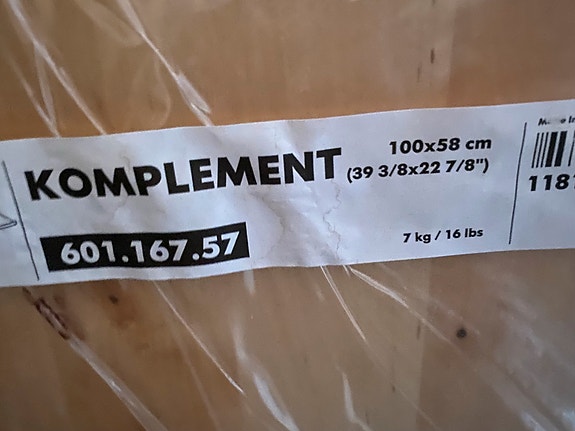 KOMPLEMENT
100x58 cm
(39 3/8x22 7/8")
601.167.57
7 kg / 16 lbs